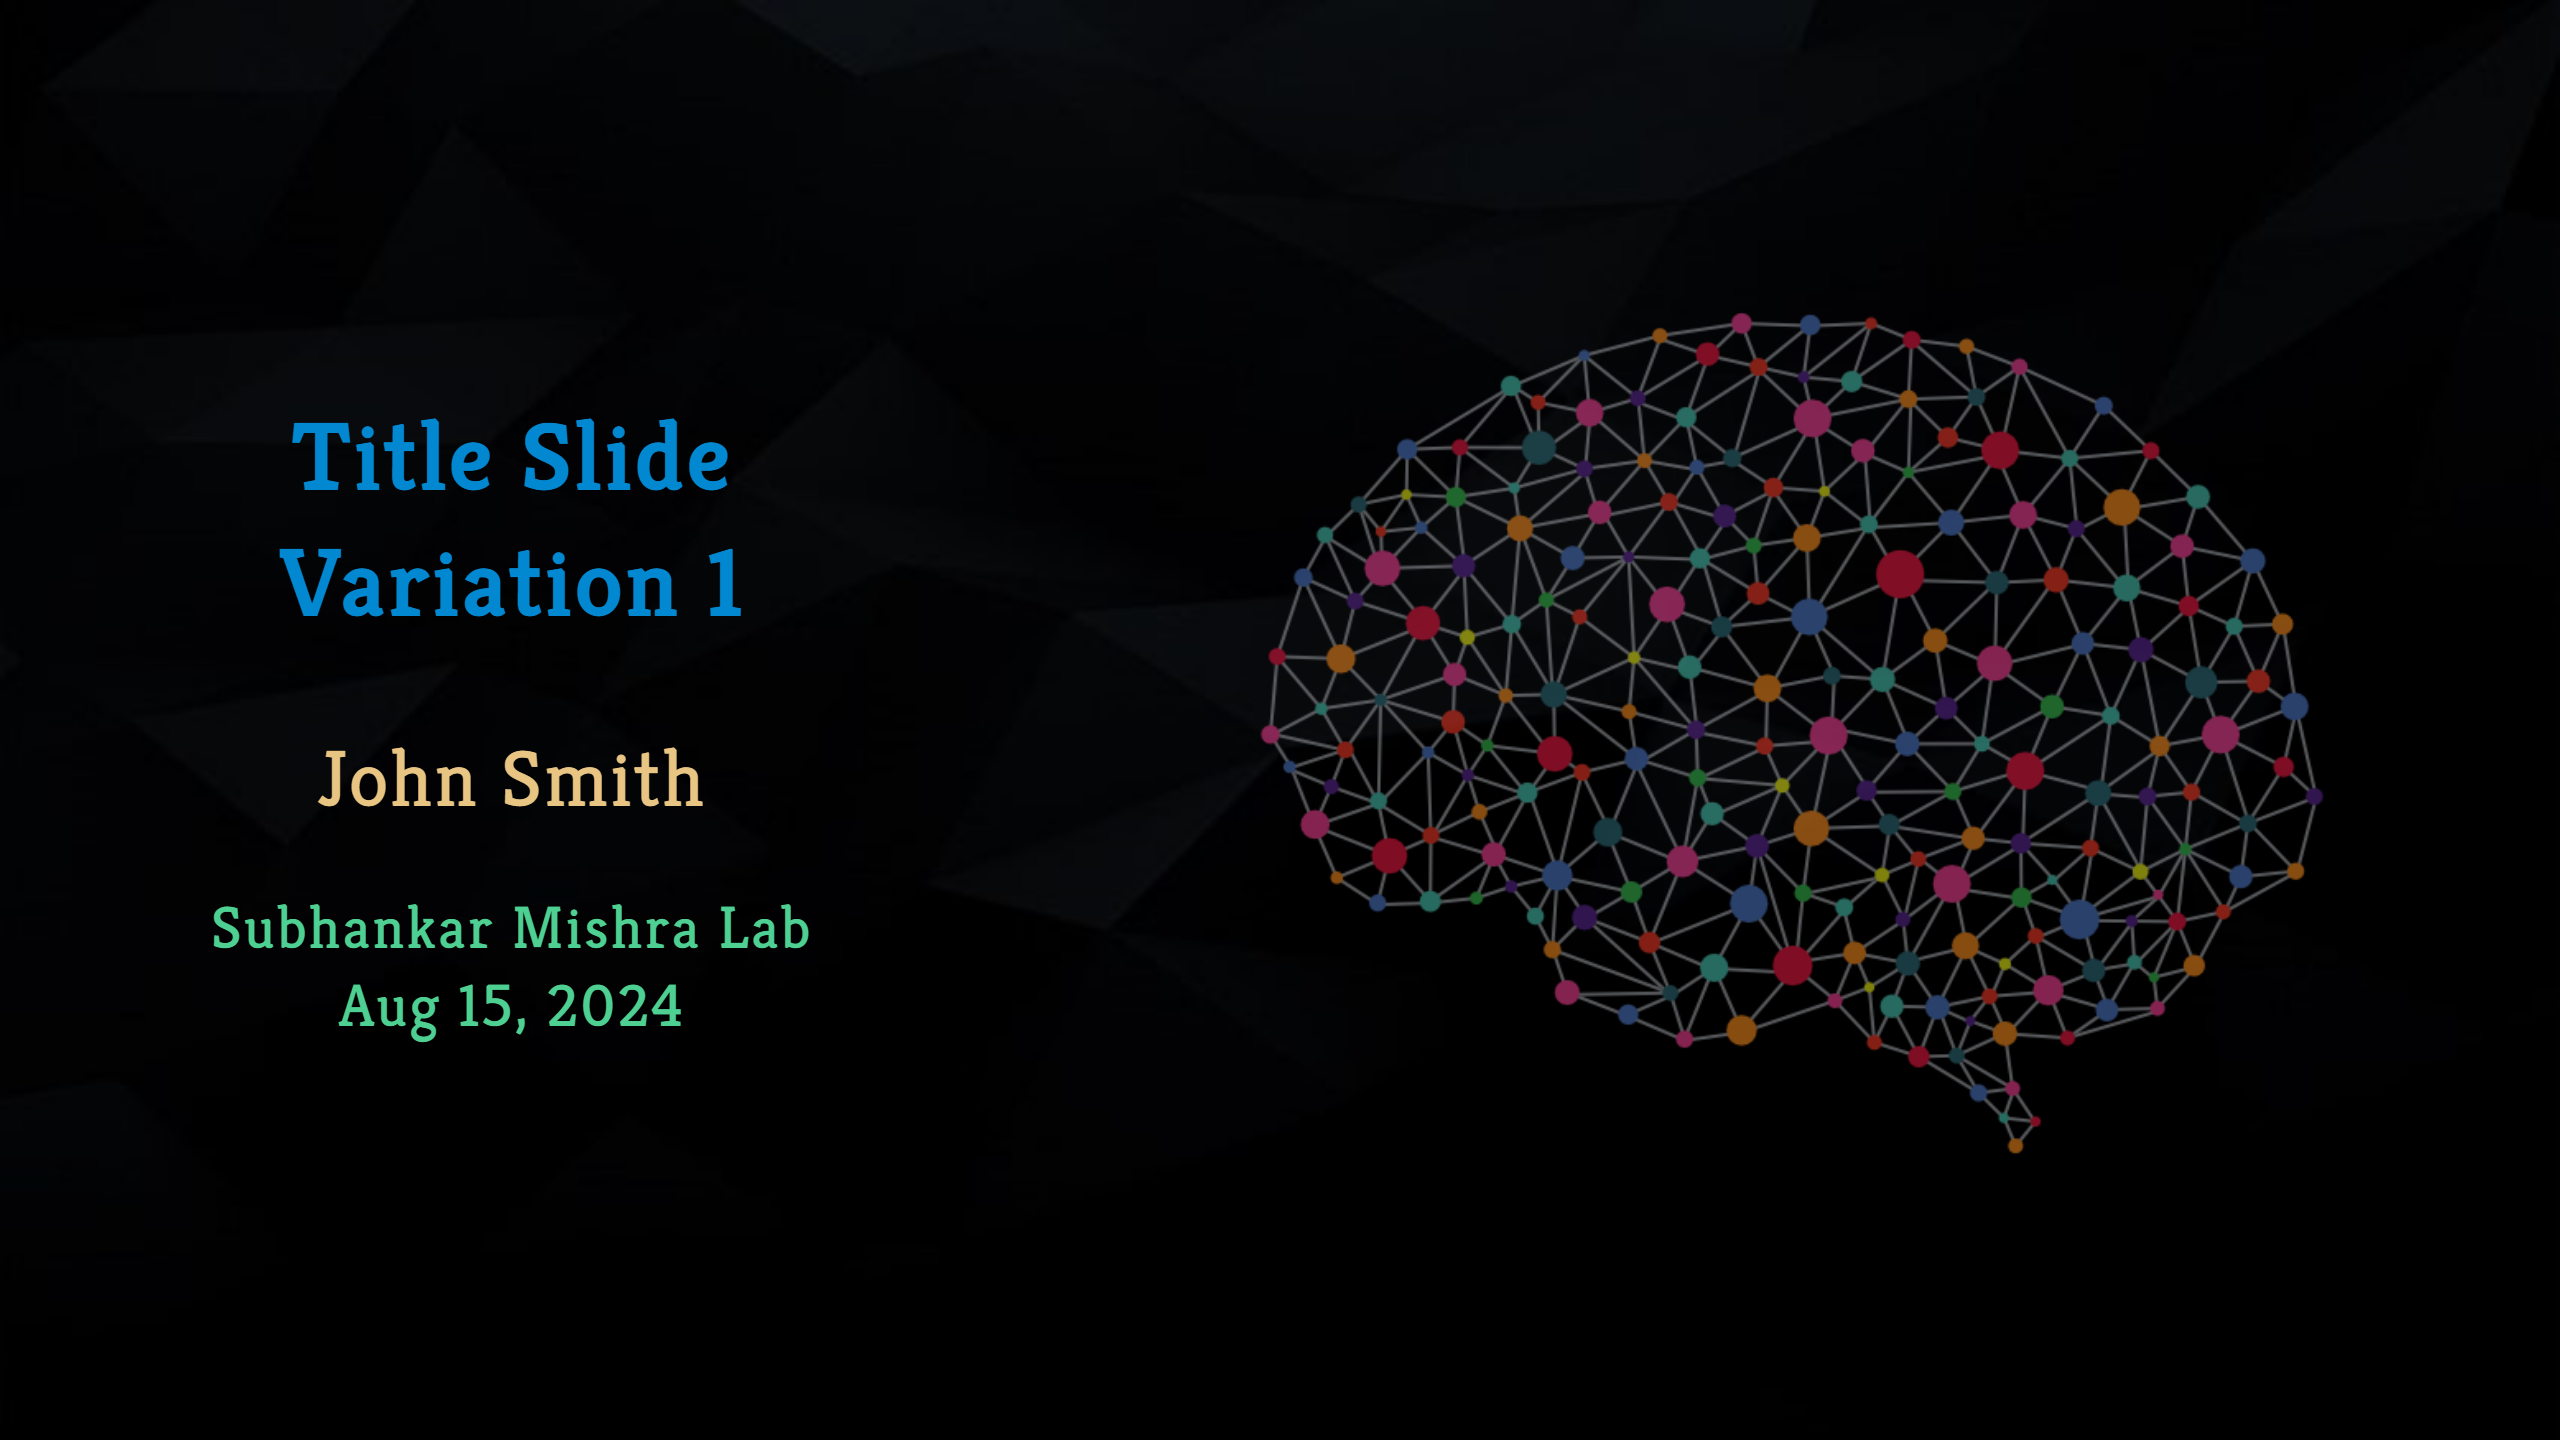 Title Slide
Variation 1
John Smith
Subhankar Mishra Lab
Aug 15, 2024